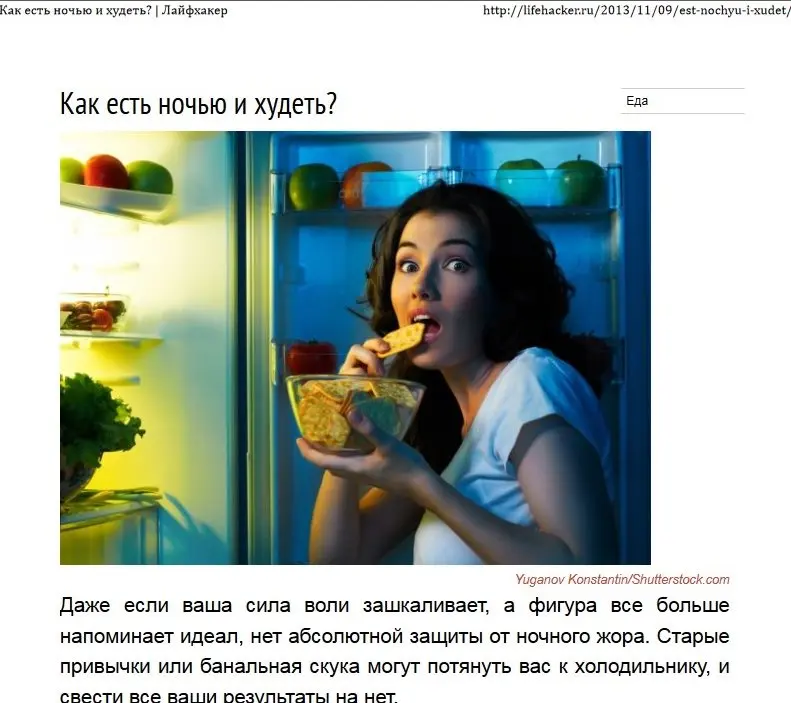 Как есть ночью и худеть? | Лайфхакер
http://lifehacker.ru/2013/11/09/est-nochyu-i-xudet/
Как есть ночью и худеть?
Еда
Yuganov Konstantin/Shutterstock.com
Даже если ваша сила воли зашкаливает, а фигура все больше
напоминает идеал, нет абсолютной защиты от ночного жора. Старые
привычки или банальная скука могут потянуть вас к холодильнику, и
свести все ваши результаты на нет.